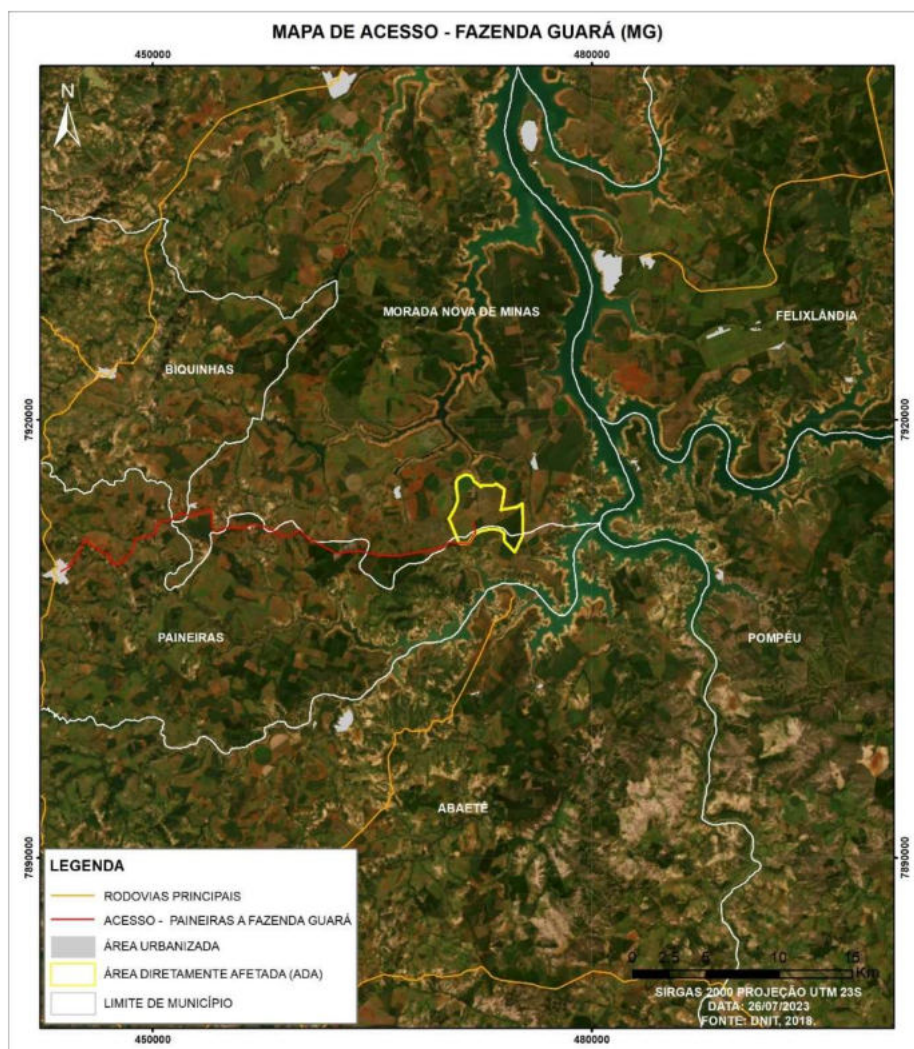 MAPA DE ACESSO - FAZENDA GUARÁ (MG)
450000
480000
N
MORADA NOVA DE MINAS
FELIXLÂNDIA
BIQUINHAS
7920000
7920000
PAINEIRAS
POMPÉU
ABAETÉ
7890000
7890000
LEGENDA
RODOVIAS PRINCIPAIS
ACESSO - PAINEIRAS A FAZENDA GUARÁ
ÁREA URBANIZADA
ÁREA DIRETAMENTE AFETADA (ADA)
LIMITE DE MUNICÍPIO
0 2,5 5 10 15
Km
SIRGAS 2000 PROJEÇÃO UTM 23S
DATA: 26/07/2023
FONTE: DNIT, 2018.
450000
480000